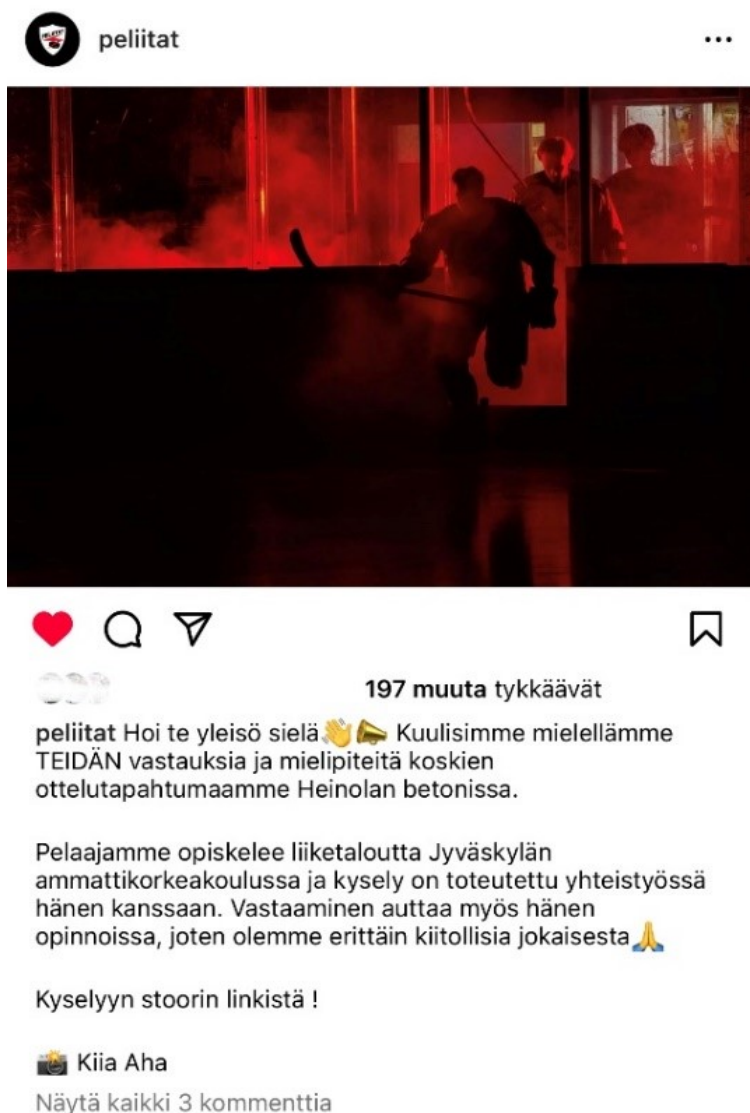 peliitat
197 muuta tykkäävät
peliitat Hoi te yleisö sielä👋📣 Kuulisimme mielellämme
TEIDÄN vastauksia ja mielipiteitä koskien
ottelutapahtumaamme Heinolan betonissa.
Pelaajamme opiskelee liiketaloutta Jyväskylän
ammattikorkeakoulussa ja kysely on toteutettu yhteistyössä
hänen kanssaan. Vastaaminen auttaa myös hänen
opinnoissa, joten olemme erittäin kiitollisia jokaisesta🙏
Kyselyyn stoorin linkistä !
📸 Kiia Aha
Näytä kaikki 3 kommenttia